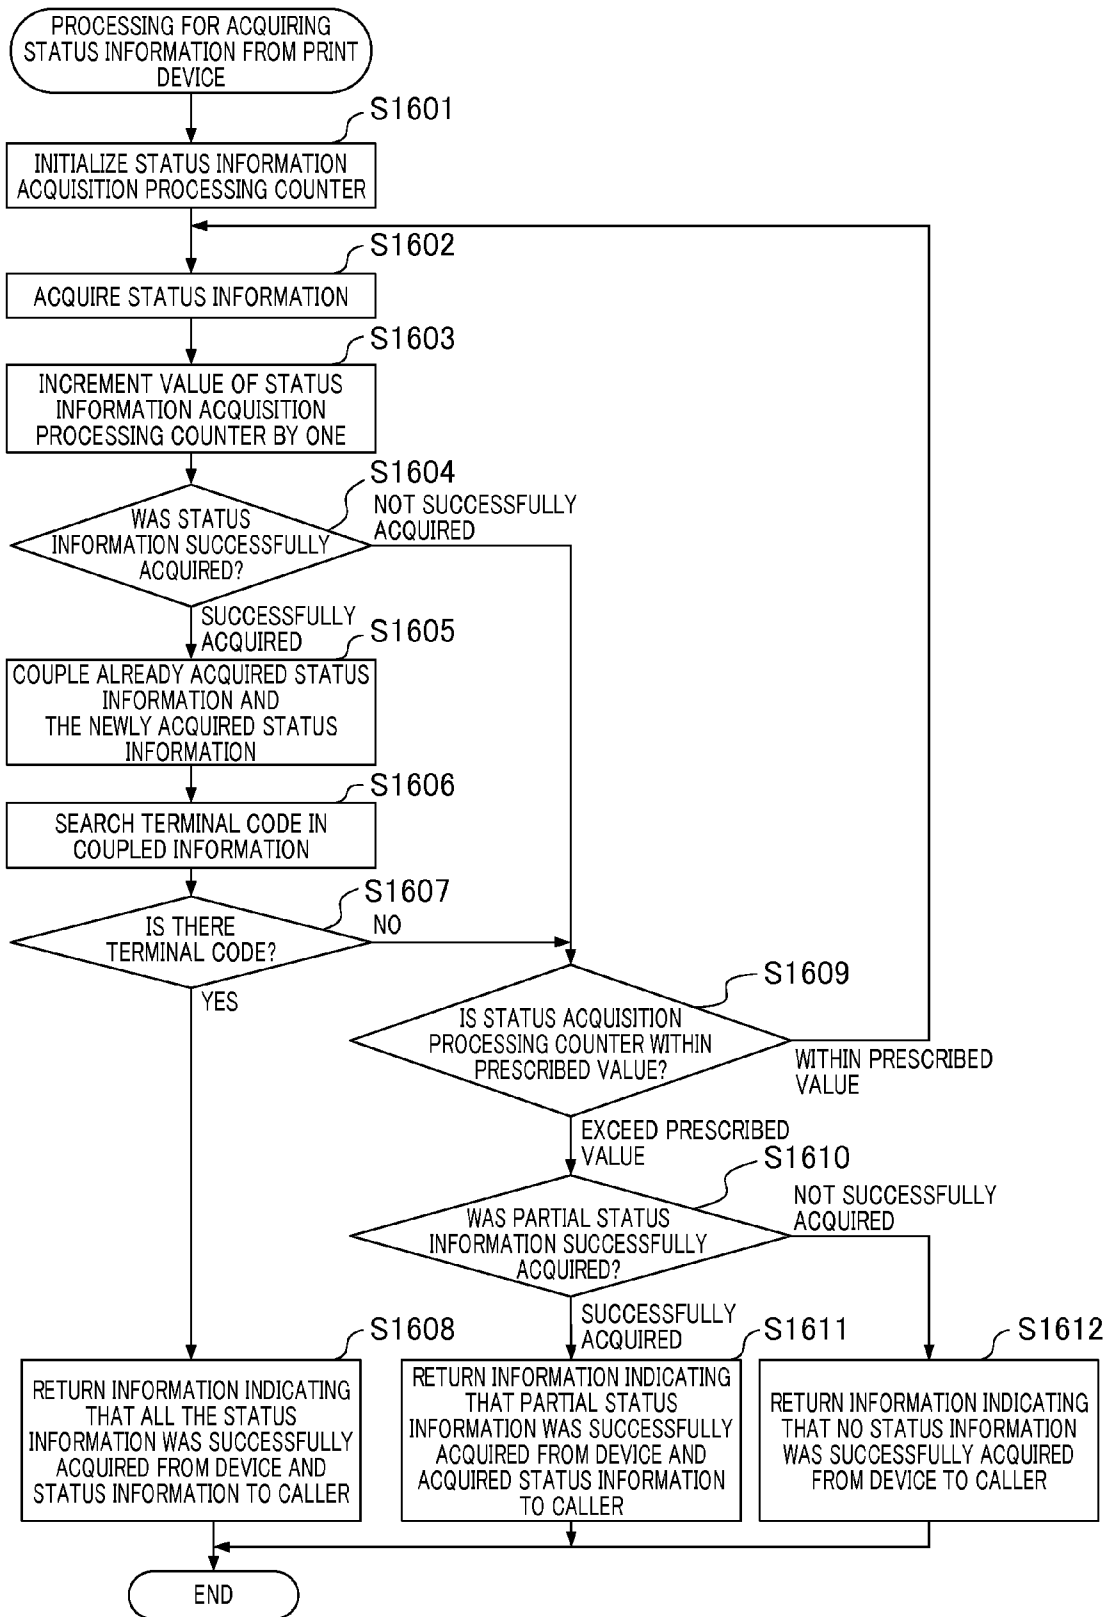 PROCESSING FOR ACQUIRING
STATUS INFORMATION FROM PRINT
DEVICE
S1601
INITIALIZE STATUS INFORMATION
ACQUISITION PROCESSING COUNTER
S1602
ACQUIRE STATUS INFORMATION
S1603
INCREMENT VALUE OF STATUS
INFORMATION ACQUISITION
PROCESSING COUNTER BY ONE
S1604
NOT SUCCESSFULLY
ACQUIRED
WAS STATUS
INFORMATION SUCCESSFULLY
ACQUIRED?
SUCCESSFULLY
ACQUIRED
S1605
COUPLE ALREADY ACQUIRED STATUS
INFORMATION AND
THE NEWLY ACQUIRED STATUS
INFORMATION
S1606
SEARCH TERMINAL CODE IN
COUPLED INFORMATION
S1607
NO
IS THERE
TERMINAL CODE?
YES
S1609
IS STATUS ACQUISITION
PROCESSING COUNTER WITHIN
PRESCRIBED VALUE?
WITHIN PRESCRIBED
VALUE
EXCEED PRESCRIBED
VALUE
S1610
NOT SUCCESSFULLY
ACQUIRED
WAS PARTIAL STATUS
INFORMATION SUCCESSFULLY
ACQUIRED?
SUCCESSFULLY
ACQUIRED
S1608
RETURN INFORMATION INDICATING
THAT ALL THE STATUS
INFORMATION WAS SUCCESSFULLY
ACQUIRED FROM DEVICE AND
STATUS INFORMATION TO CALLER
S1611
RETURN INFORMATION INDICATING
THAT PARTIAL STATUS
INFORMATION WAS SUCCESSFULLY
ACQUIRED FROM DEVICE AND
ACQUIRED STATUS INFORMATION
TO CALLER
S1612
RETURN INFORMATION INDICATING
THAT NO STATUS INFORMATION
WAS SUCCESSFULLY ACQUIRED
FROM DEVICE TO CALLER
END